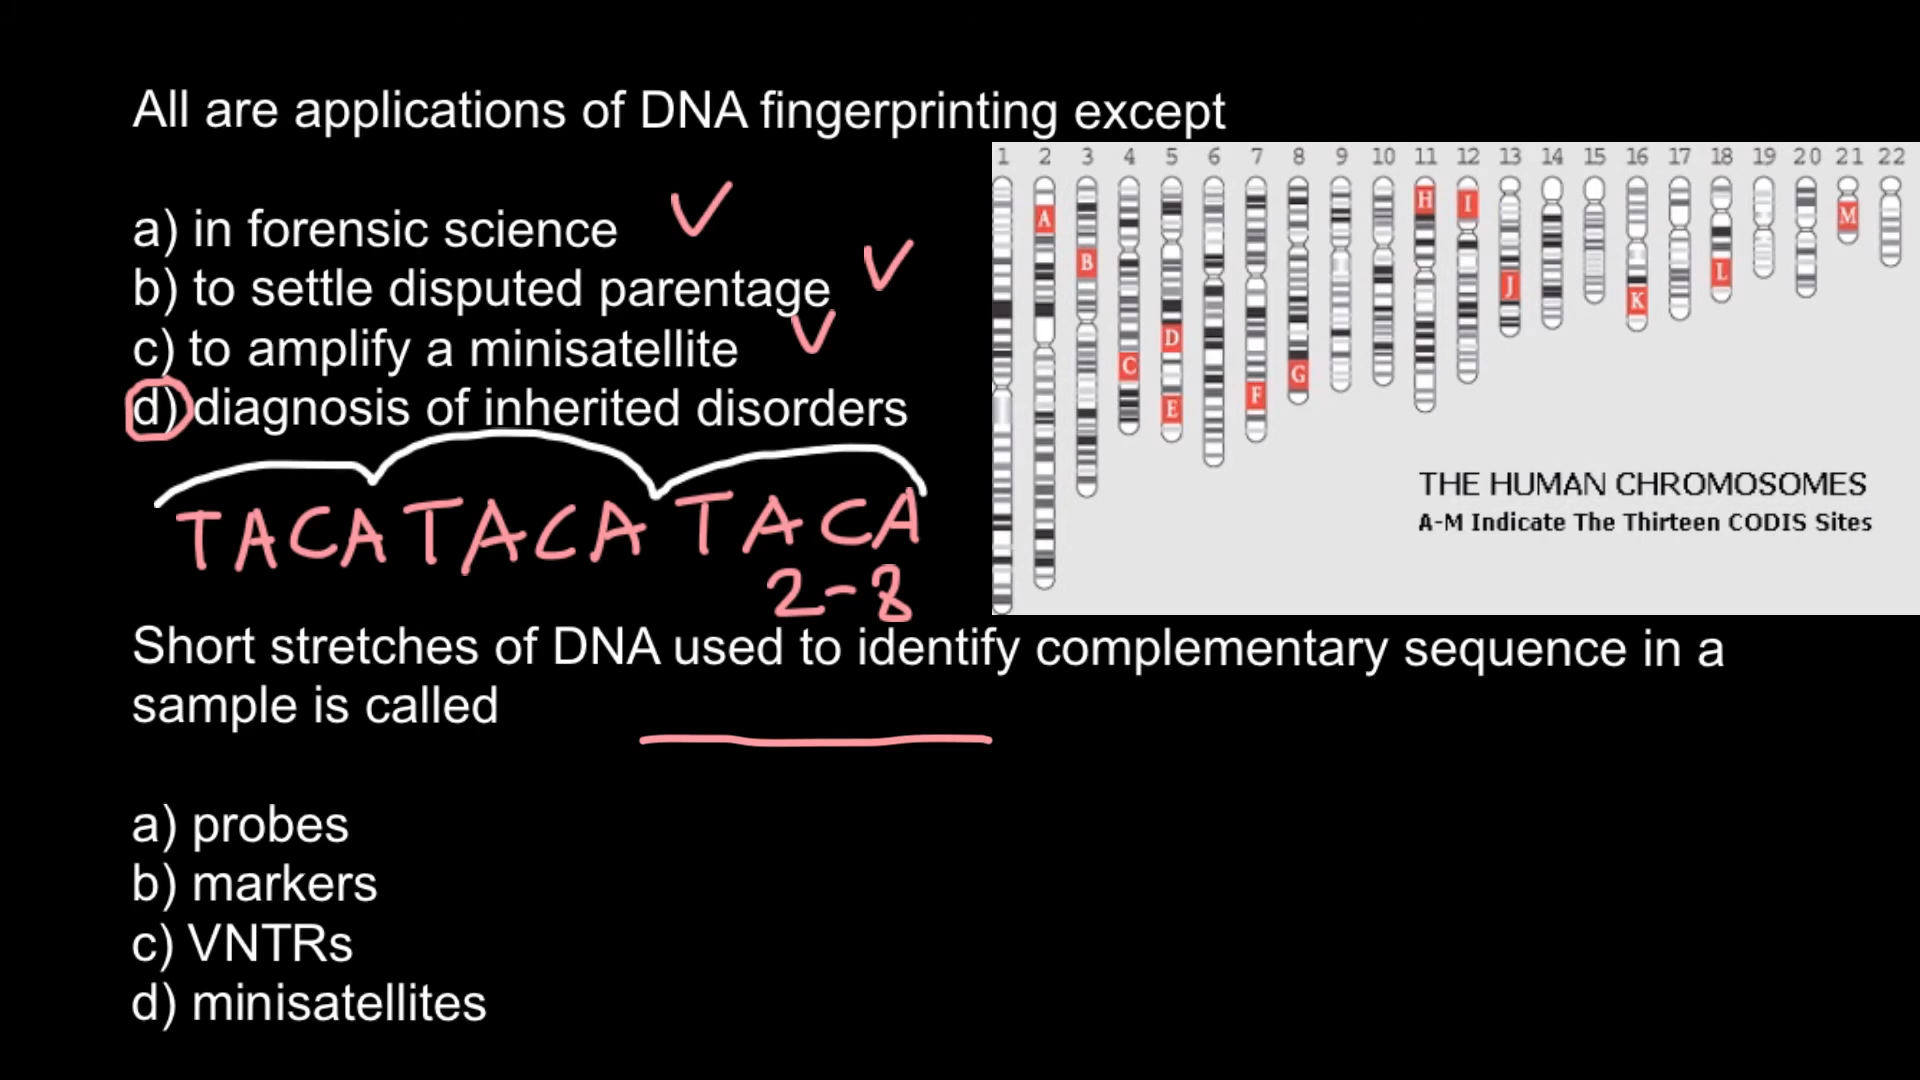 All are applications of DNA fingerprinting except
a) in forensic science
b) to settle disputed parentage
c) to amplify a minisatellite
d) diagnosis of inherited disorders
TACATACATACA
2-8
1 2 3 4 5 6 7 8 9 10 11 12 13 14 15 16 17 18 19 20 21 22
A B C D E F G H I J K L M
THE HUMAN CHROMOSOMES
A-M Indicate The Thirteen CODIS Sites
Short stretches of DNA used to identify complementary sequence in a
sample is called
a) probes
b) markers
c) VNTRs
d) minisatellites